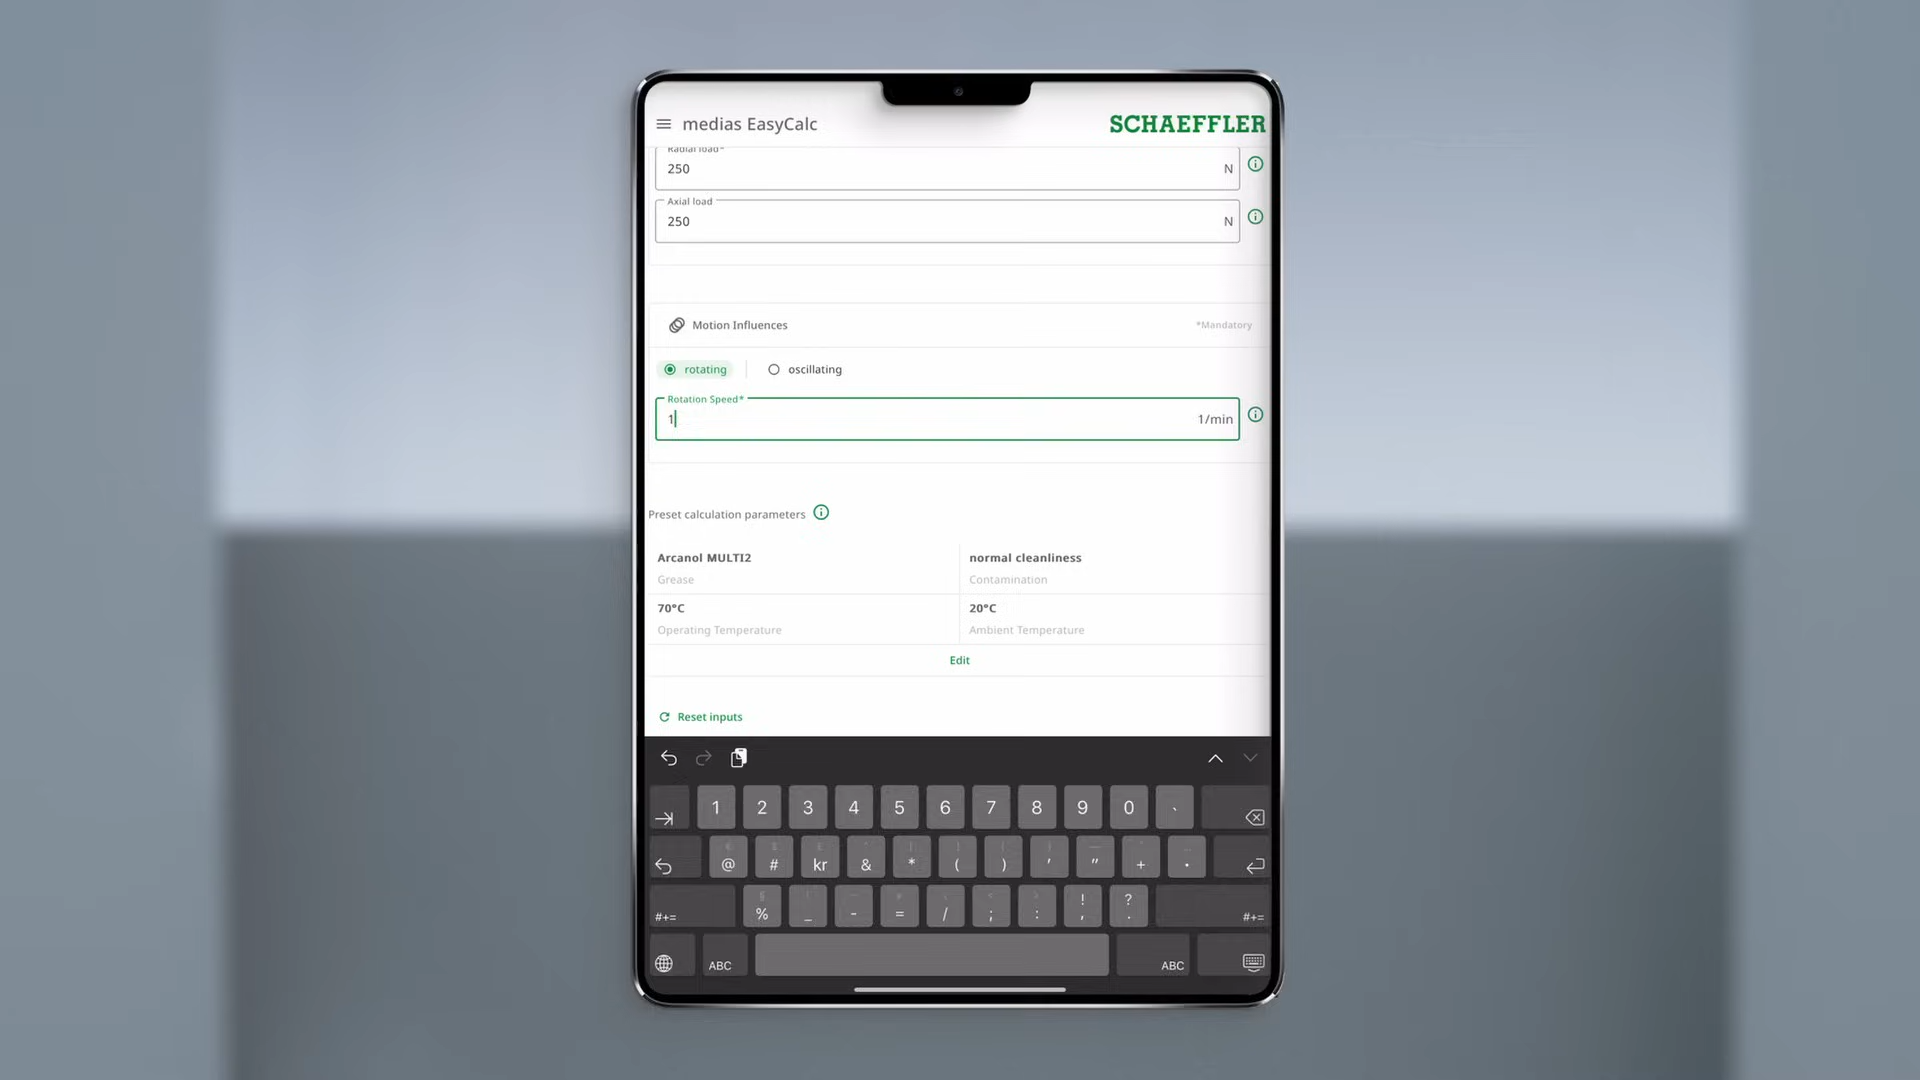 medias EasyCalc
SCHAEFFLER
Radial load*
250 N
Axial load
250 N
Motion Influences
*Mandatory
rotating
oscillating
Rotation Speed*
1 1/min
Preset calculation parameters
Arcanol MULTI2
Grease
normal cleanliness
Contamination
70°C
Operating Temperature
20°C
Ambient Temperature
Edit
Reset inputs
1 2 3 4 5 6 7 8 9 0 `
@ # kr & * ( ) ' " + .
#+= % _ - = / ; : ! , ? . #+=
ABC ABC